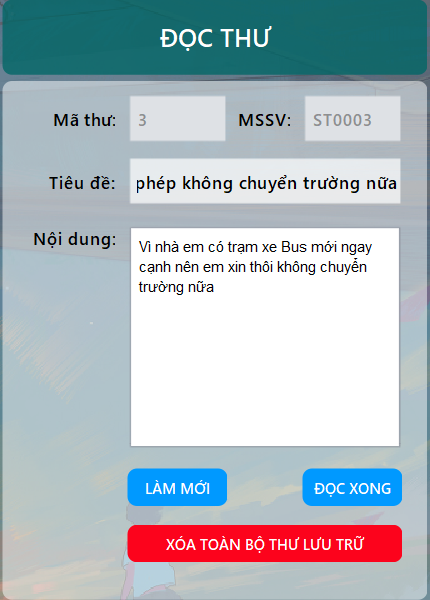 ĐỌC THƯ
Mã thư: 3 MSSV: ST0003
Tiêu đề: phép không chuyển trường nữa
Nội dung: Vì nhà em có trạm xe Bus mới ngay
cạnh nên em xin thôi không chuyển
trường nữa
LÀM MỚI ĐỌC XONG
XÓA TOÀN BỘ THƯ LƯU TRỮ